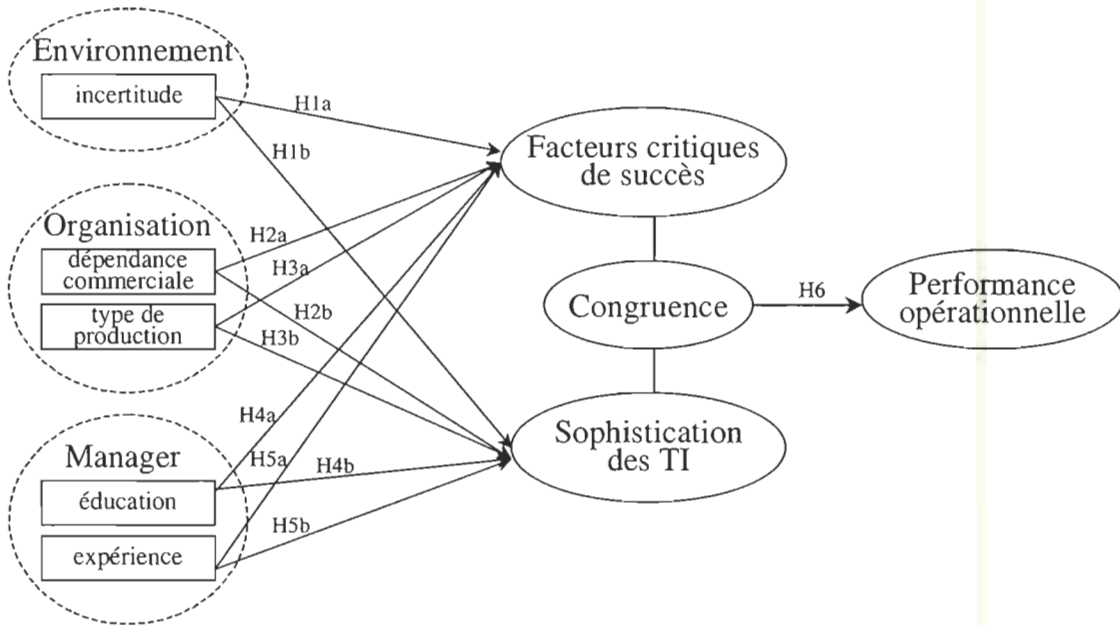 Environnement
incertitude
H1a
H1b
Organisation
dépendance
commerciale
type de
production
H2a
H3a
H2b
H3b
Manager
éducation
expérience
H4a
H5a
H4b
H5b
Facteurs critiques
de succès
Congruence
Sophistication
des TI
H6
Performance
opérationnelle